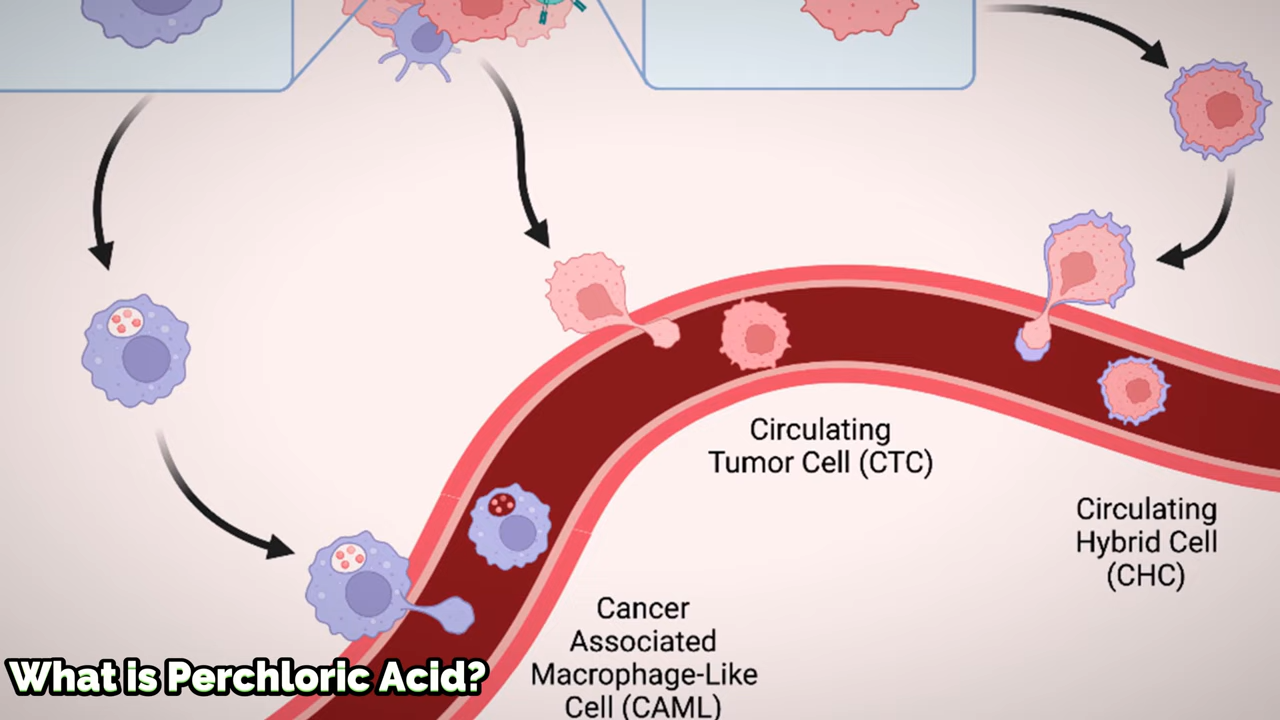 Circulating
Tumor Cell (CTC)
Circulating
Hybrid Cell
(CHC)
Cancer
Associated
Macrophage-Like
Cell (CAML)
What is Perchloric Acid?